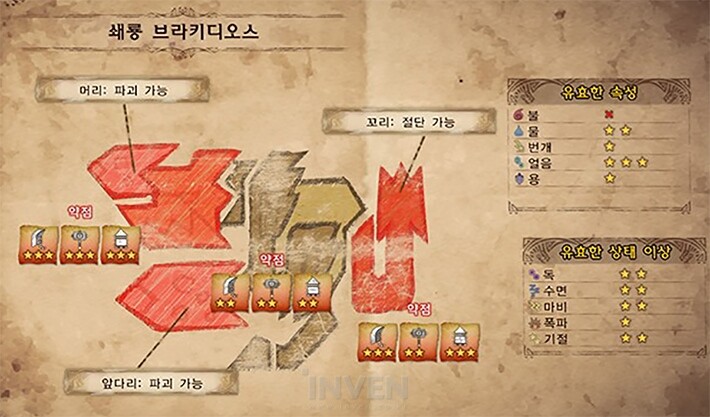 쇄룡 브라키디오스
머리: 파괴 가능
꼬리: 절단 가능
약점
약점
약점
앞다리: 파괴 가능
유효한 속성
불
물
번개
얼음
용
유효한 상태 이상
독
수면
마비
폭파
기절
INVEN